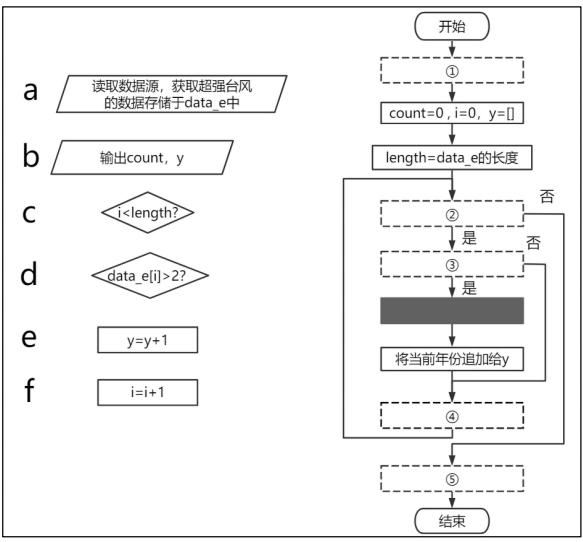 a
读取数据源，获取超强台风
的数据存储于data_e中
b
输出count，y
c
i<length?
d
data_e[i]>2?
e
y=y+1
f
i=i+1
开始
①
count=0 , i=0， y=[]
length=data_e的长度
②
否
是
③
否
是
将当前年份追加给y
④
⑤
结束